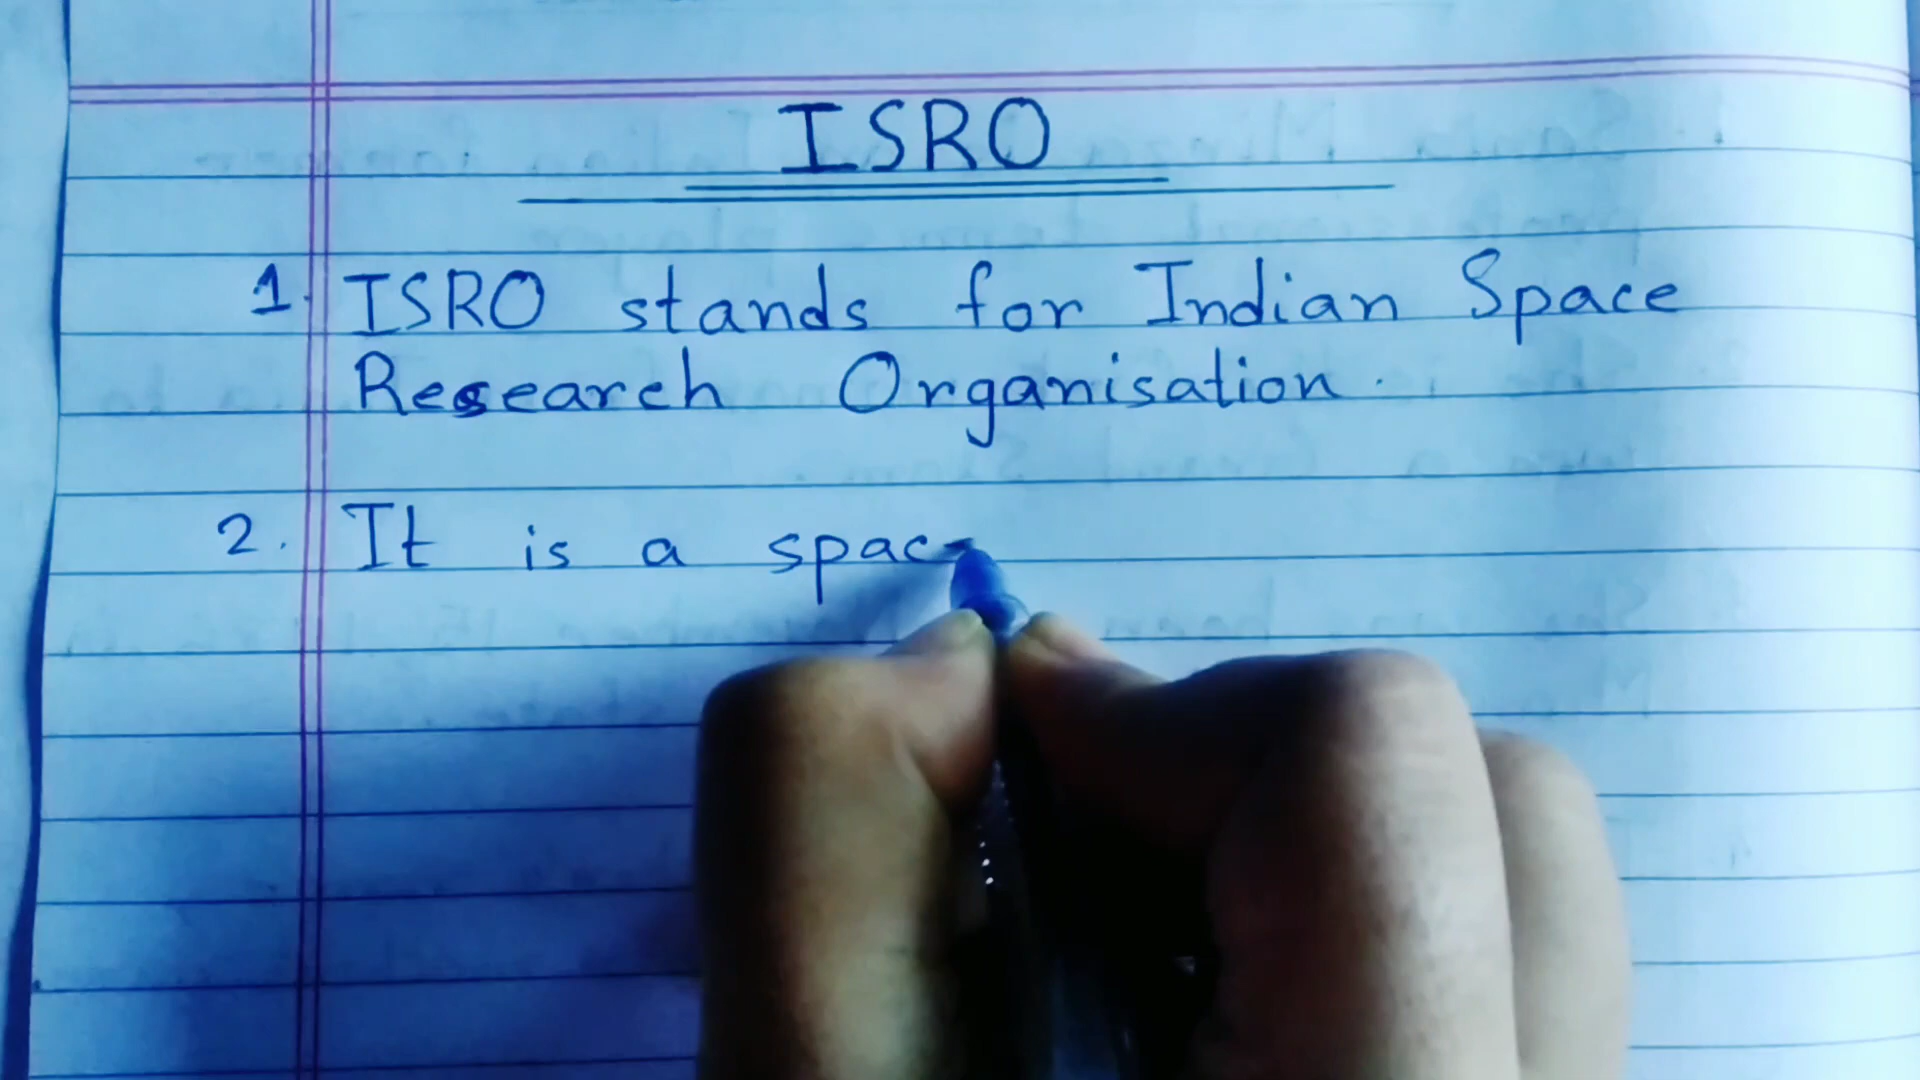 ISRO
1. ISRO stands for Indian Space
Research Organisation.
2. It is a spac